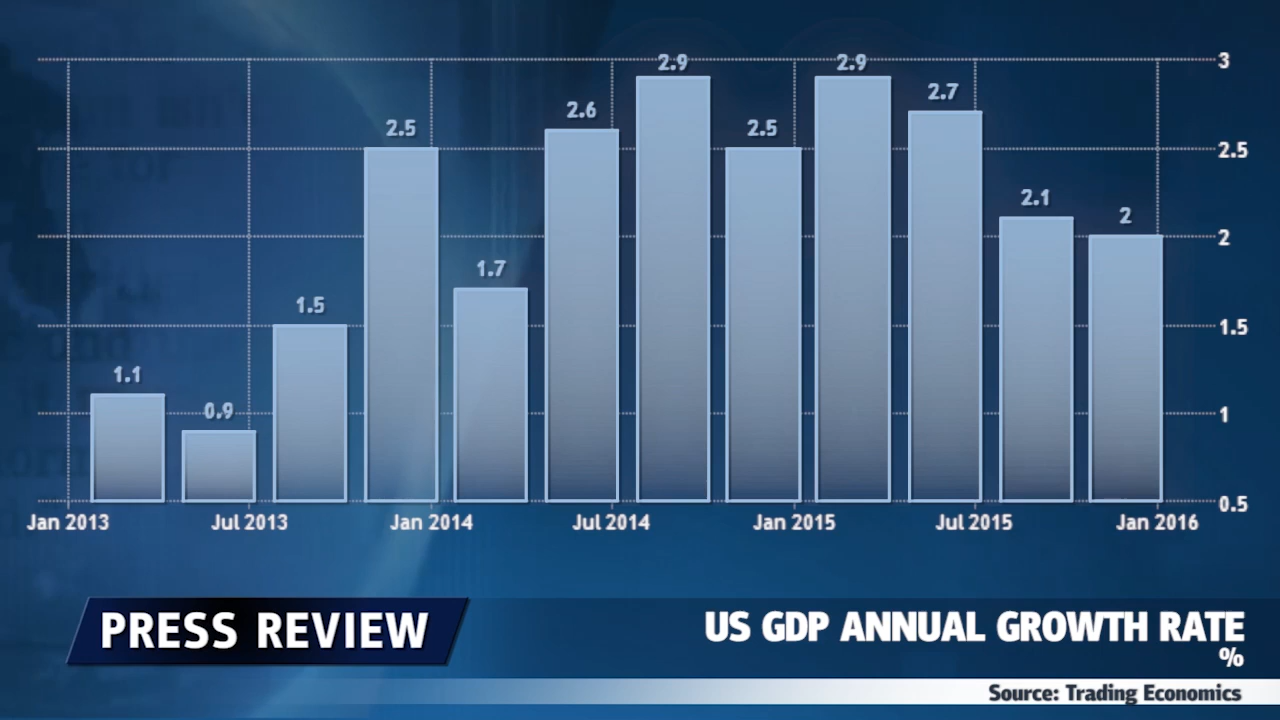 2.9 2.9 3
2.7
2.6
2.5 2.5 2.5
2.1
2 2
1.7
1.5 1.5
1.1
0.9 1
0.5
Jan 2013 Jul 2013 Jan 2014 Jul 2014 Jan 2015 Jul 2015 Jan 2016
PRESS REVIEW
US GDP ANNUAL GROWTH RATE
%
Source: Trading Economics